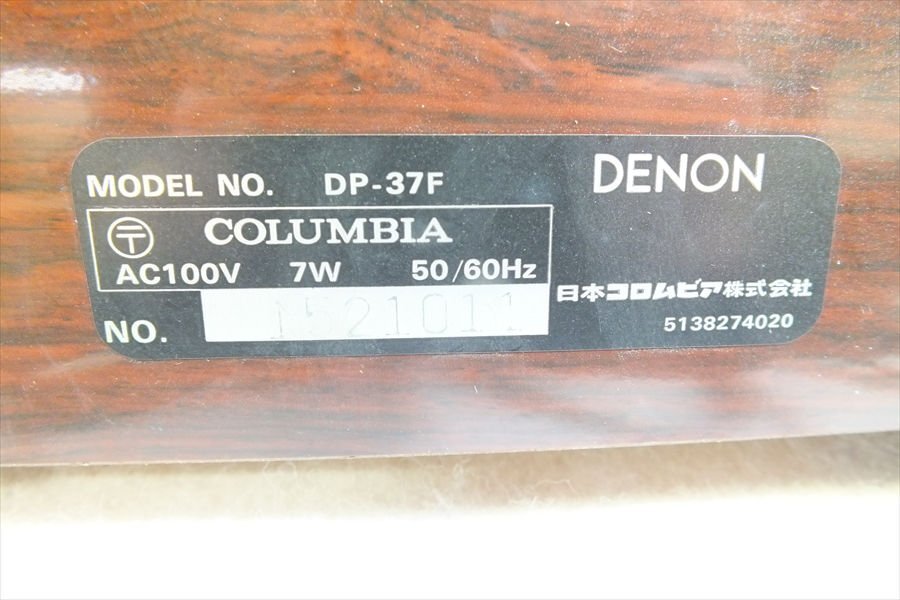 MODEL NO. DP-37F
DENON
〒 COLUMBIA
AC100V 7W 50/60Hz
NO. 1521011
日本コロムビア株式会社
5138274020